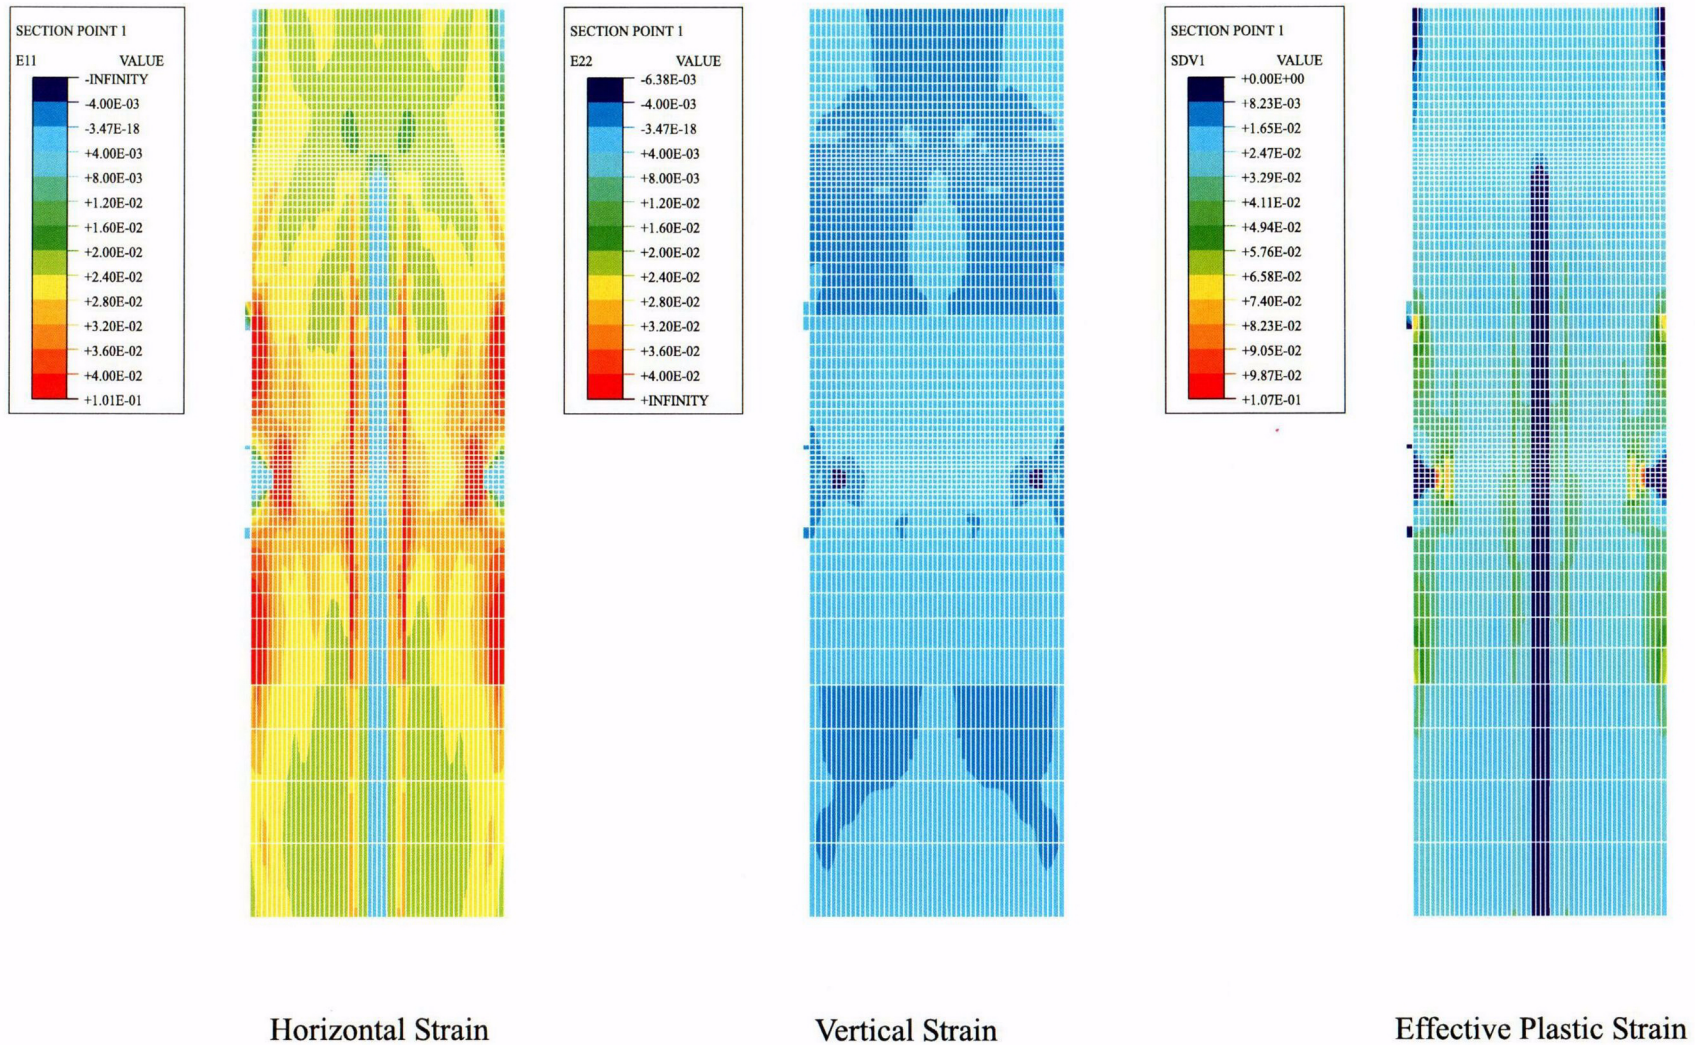 SECTION POINT 1
E11 VALUE
-INFINITY
-4.00E-03
-3.47E-18
+4.00E-03
+8.00E-03
+1.20E-02
+1.60E-02
+2.00E-02
+2.40E-02
+2.80E-02
+3.20E-02
+3.60E-02
+4.00E-02
+1.01E-01
SECTION POINT 1
E22 VALUE
-6.38E-03
-4.00E-03
-3.47E-18
+4.00E-03
+8.00E-03
+1.20E-02
+1.60E-02
+2.00E-02
+2.40E-02
+2.80E-02
+3.20E-02
+3.60E-02
+4.00E-02
+INFINITY
SECTION POINT 1
SDV1 VALUE
+0.00E+00
+8.23E-03
+1.65E-02
+2.47E-02
+3.29E-02
+4.11E-02
+4.94E-02
+5.76E-02
+6.58E-02
+7.40E-02
+8.23E-02
+9.05E-02
+9.87E-02
+1.07E-01
Horizontal Strain
Vertical Strain
Effective Plastic Strain